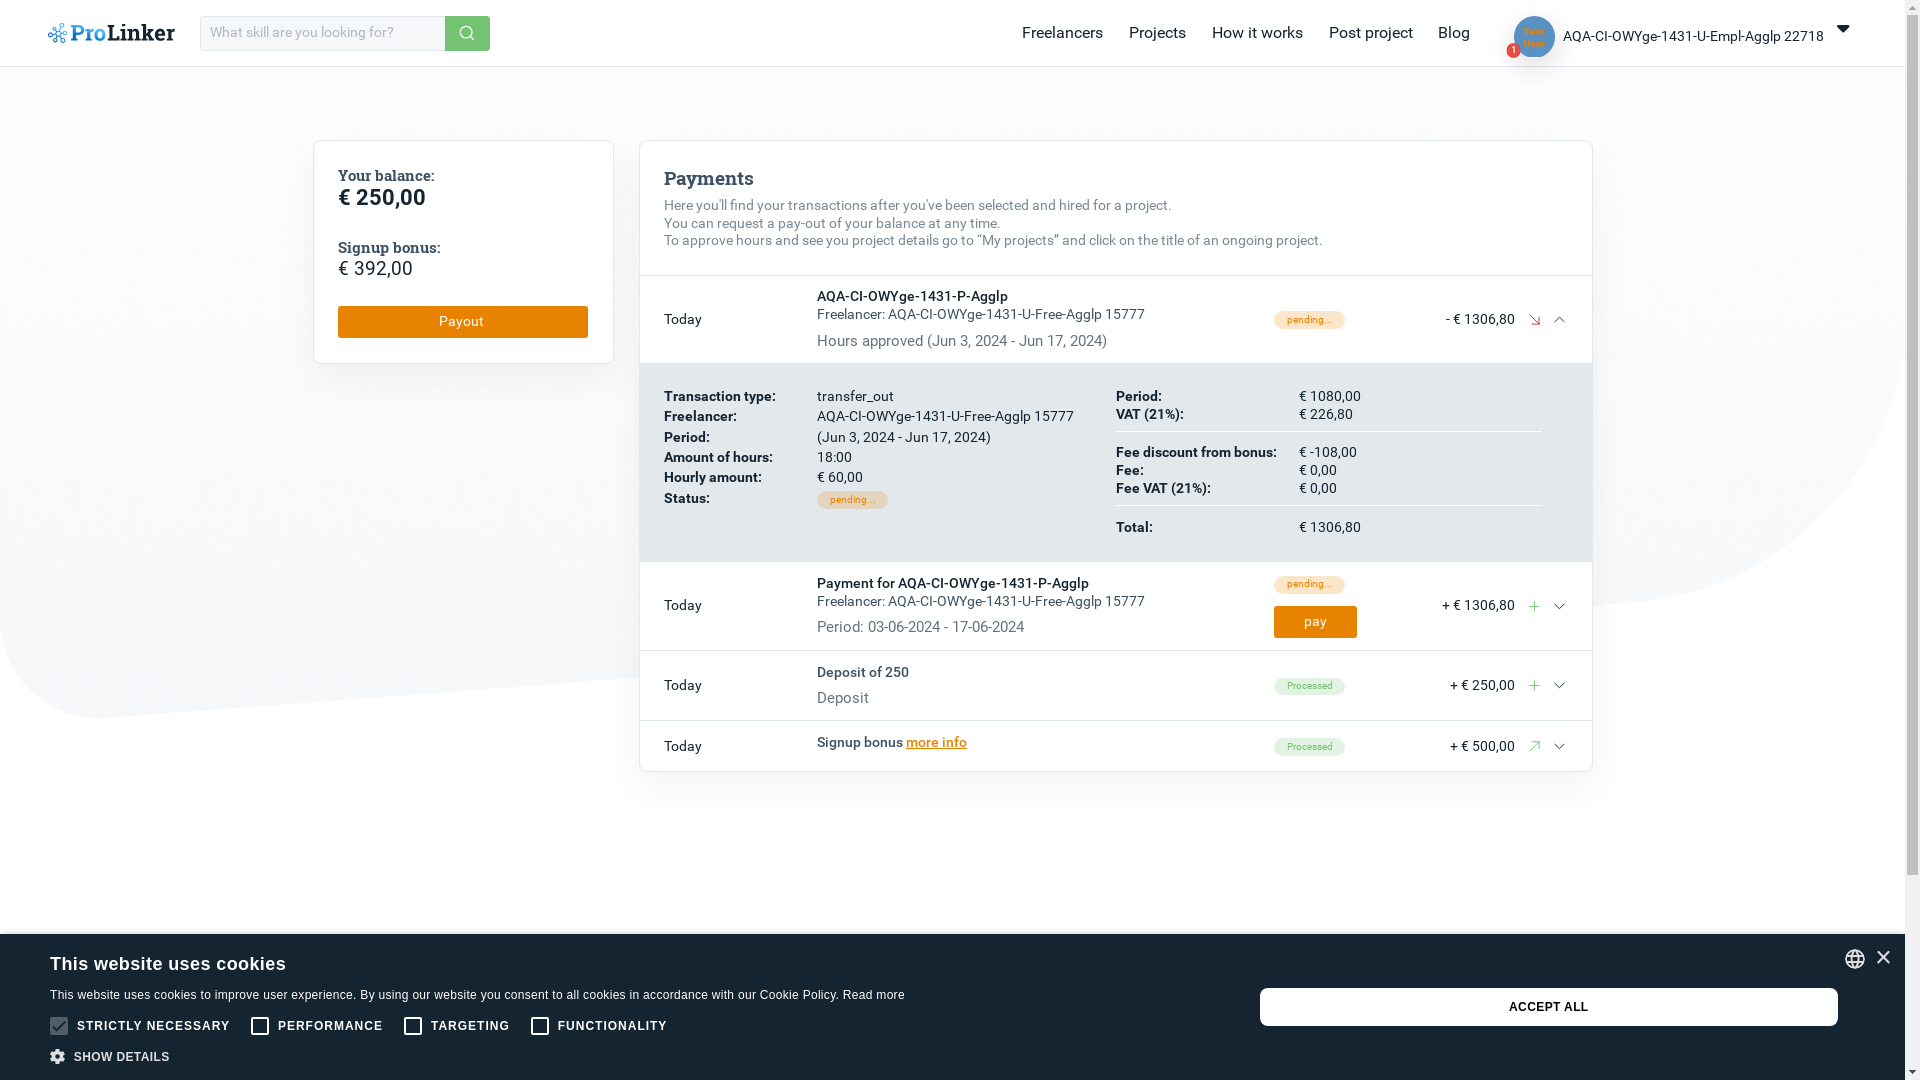 ProLinker
What skill are you looking for?
Freelancers
Projects
How it works
Post project
Blog
1
AQA-CI-OWYge-1431-U-Empl-Agglp 22718
Your balance:
€ 250,00
Signup bonus:
€ 392,00
Payout
Payments
Here you'll find your transactions after you've been selected and hired for a project.
You can request a pay-out of your balance at any time.
To approve hours and see you project details go to “My projects” and click on the title of an ongoing project.
Today
AQA-CI-OWYge-1431-P-Agglp
Freelancer: AQA-CI-OWYge-1431-U-Free-Agglp 15777
Hours approved (Jun 3, 2024 - Jun 17, 2024)
pending...
- € 1306,80
Transaction type: transfer_out
Freelancer: AQA-CI-OWYge-1431-U-Free-Agglp 15777
Period: (Jun 3, 2024 - Jun 17, 2024)
Amount of hours: 18:00
Hourly amount: € 60,00
Status: pending...
Period: € 1080,00
VAT (21%): € 226,80
Fee discount from bonus: € -108,00
Fee: € 0,00
Fee VAT (21%): € 0,00
Total: € 1306,80
Today
Payment for AQA-CI-OWYge-1431-P-Agglp
Freelancer: AQA-CI-OWYge-1431-U-Free-Agglp 15777
Period: 03-06-2024 - 17-06-2024
pending...
pay
+ € 1306,80
Today
Deposit of 250
Deposit
Processed
+ € 250,00
Today
Signup bonus more info
Processed
+ € 500,00
This website uses cookies
This website uses cookies to improve user experience. By using our website you consent to all cookies in accordance with our Cookie Policy. Read more
STRICTLY NECESSARY
PERFORMANCE
TARGETING
FUNCTIONALITY
SHOW DETAILS
ACCEPT ALL